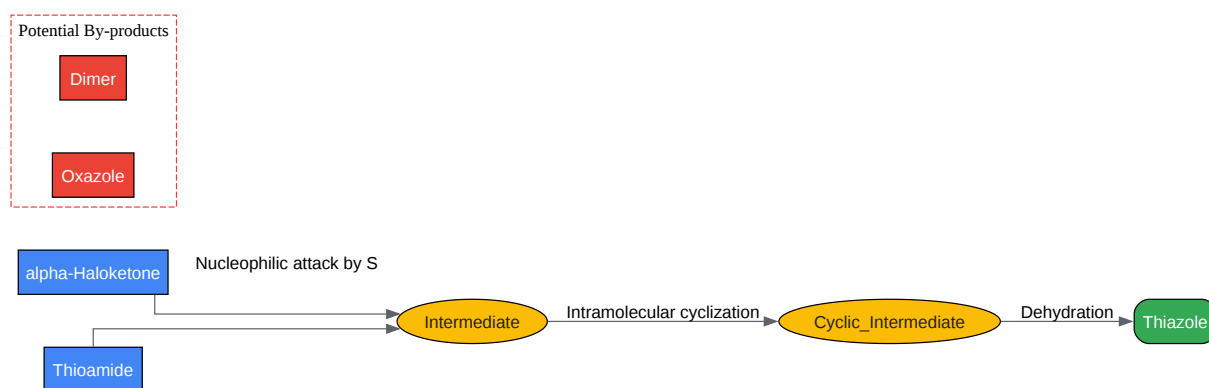 Potential By-products
Dimer
Oxazole
alpha-Haloketone
Nucleophilic attack by S
Thioamide
Intermediate
Intramolecular cyclization
Cyclic_Intermediate
Dehydration
Thiazole